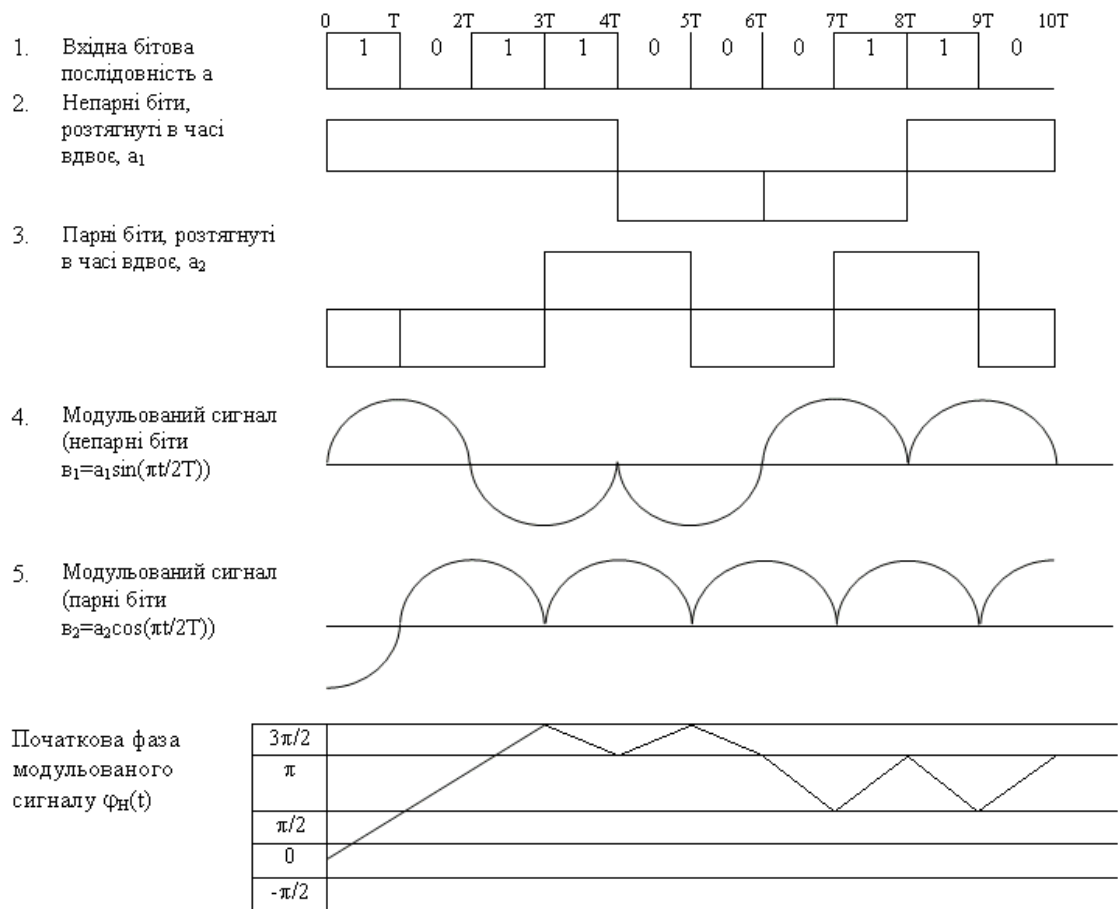 0 T 2T 3T 4T 5T 6T 7T 8T 9T 10T
1 0 1 1 0 0 0 1 1 0
1. Вхідна бітова
послідовність а
2. Непарні біти,
розтягнуті в часі
вдвоє, а₁
3. Парні біти, розтягнуті
в часі вдвоє, а₂
4. Модульований сигнал
(непарні біти
в₁=а₁sin(πt/2T))
5. Модульований сигнал
(парні біти
в₂=а₂cos(πt/2T))
Початкова фаза
модульованого
сигналу φH(t)
3π/2
π
π/2
0
-π/2